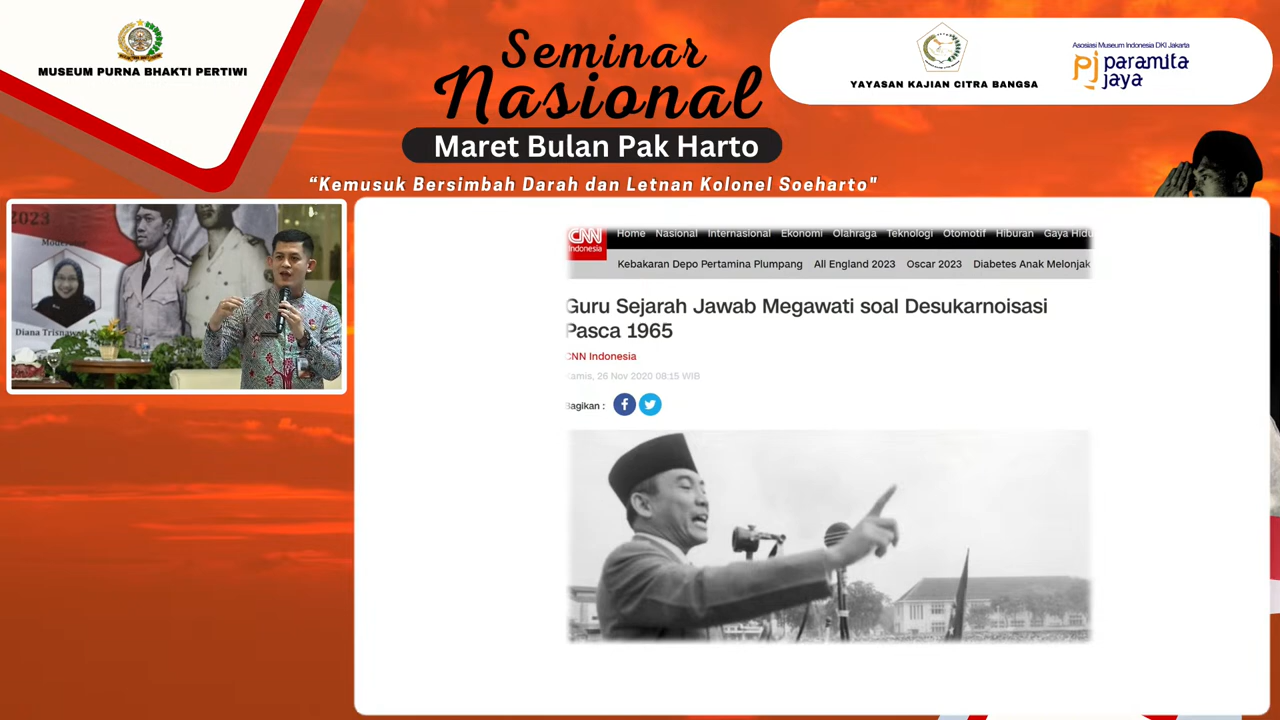 MUSEUM PURNA BHAKTI PERTIWI
Seminar
Nasional
Maret Bulan Pak Harto
“Kemusuk Bersimbah Darah dan Letnan Kolonel Soeharto"
YAYASAN KAJIAN CITRA BANGSA
Asosiasi Museum Indonesia DKI Jakarta
pj paramita
jaya
2023
Diana
CNN
Indonesia
Home Nasional Internasional Ekonomi Olahraga Teknologi Otomotif Hiburan Gaya Hidu
Kebakaran Depo Pertamina Plumpang All England 2023 Oscar 2023 Diabetes Anak Melonjak
Guru Sejarah Jawab Megawati soal Desukarnoisasi
Pasca 1965
CNN Indonesia
Kamis, 26 Nov 2020 08:15 WIB
Bagikan :